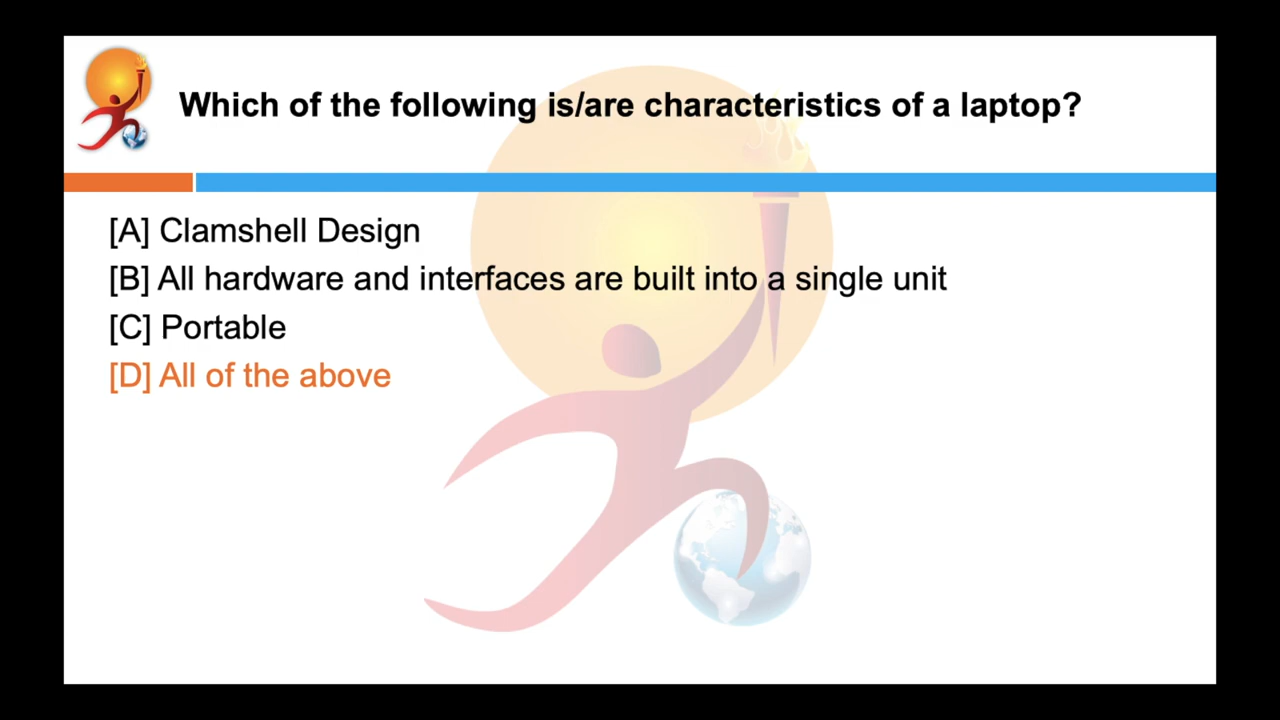 Which of the following is/are characteristics of a laptop?
[A] Clamshell Design
[B] All hardware and interfaces are built into a single unit
[C] Portable
[D] All of the above